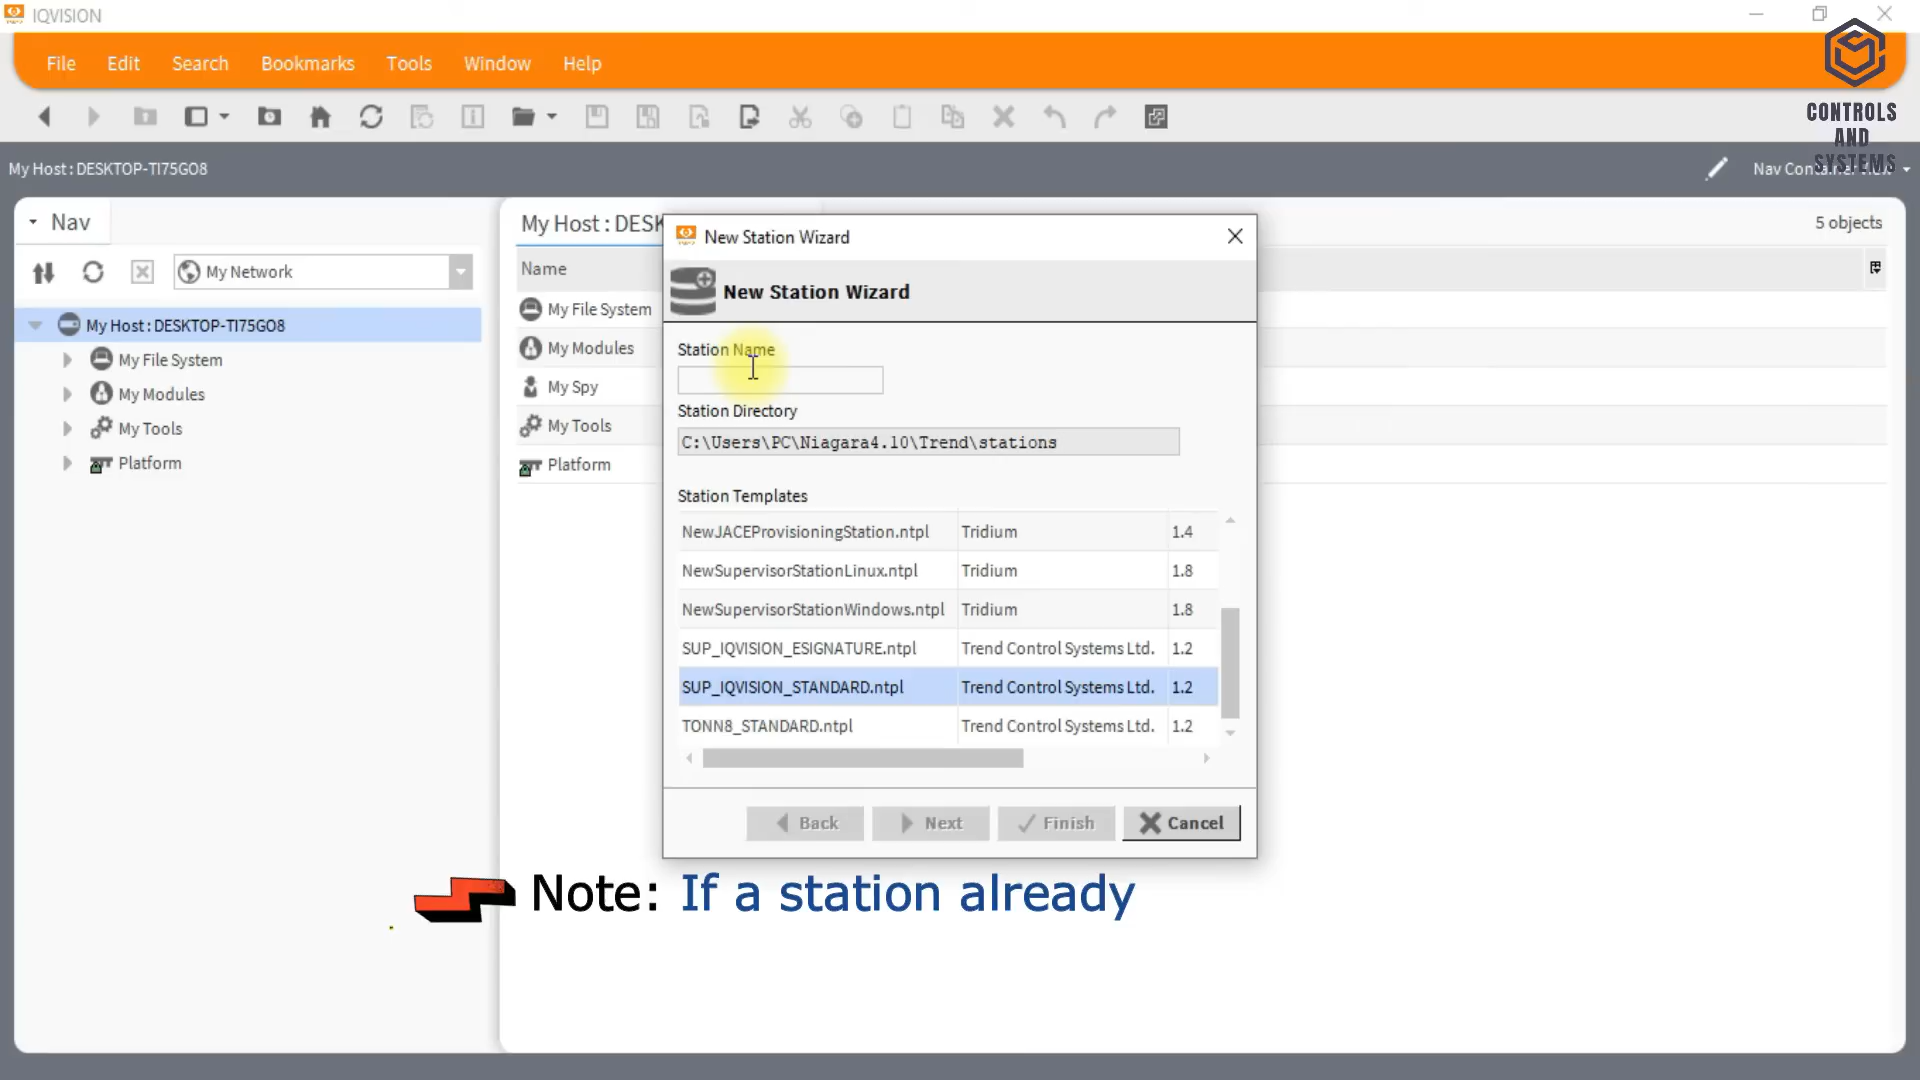 IQVISION
File Edit Search Bookmarks Tools Window Help
CONTROLS
AND
SYSTEMS
My Host : DESKTOP-TI75GO8
Nav
5 objects
My Network
My Host : DESKTOP-TI75GO8
My File System
My Modules
My Tools
Platform
My Host : DESK
Name
My File System
My Modules
My Spy
My Tools
Platform
New Station Wizard
New Station Wizard
Station Name
Station Directory
C:\Users\PC\Niagara4.10\Trend\stations
Station Templates
NewJACEProvisioningStation.ntpl Tridium 1.4
NewSupervisorStationLinux.ntpl Tridium 1.8
NewSupervisorStationWindows.ntpl Tridium 1.8
SUP_IQVISION_ESIGNATURE.ntpl Trend Control Systems Ltd. 1.2
SUP_IQVISION_STANDARD.ntpl Trend Control Systems Ltd. 1.2
TONN8_STANDARD.ntpl Trend Control Systems Ltd. 1.2
Back Next Finish Cancel
Note: If a station already